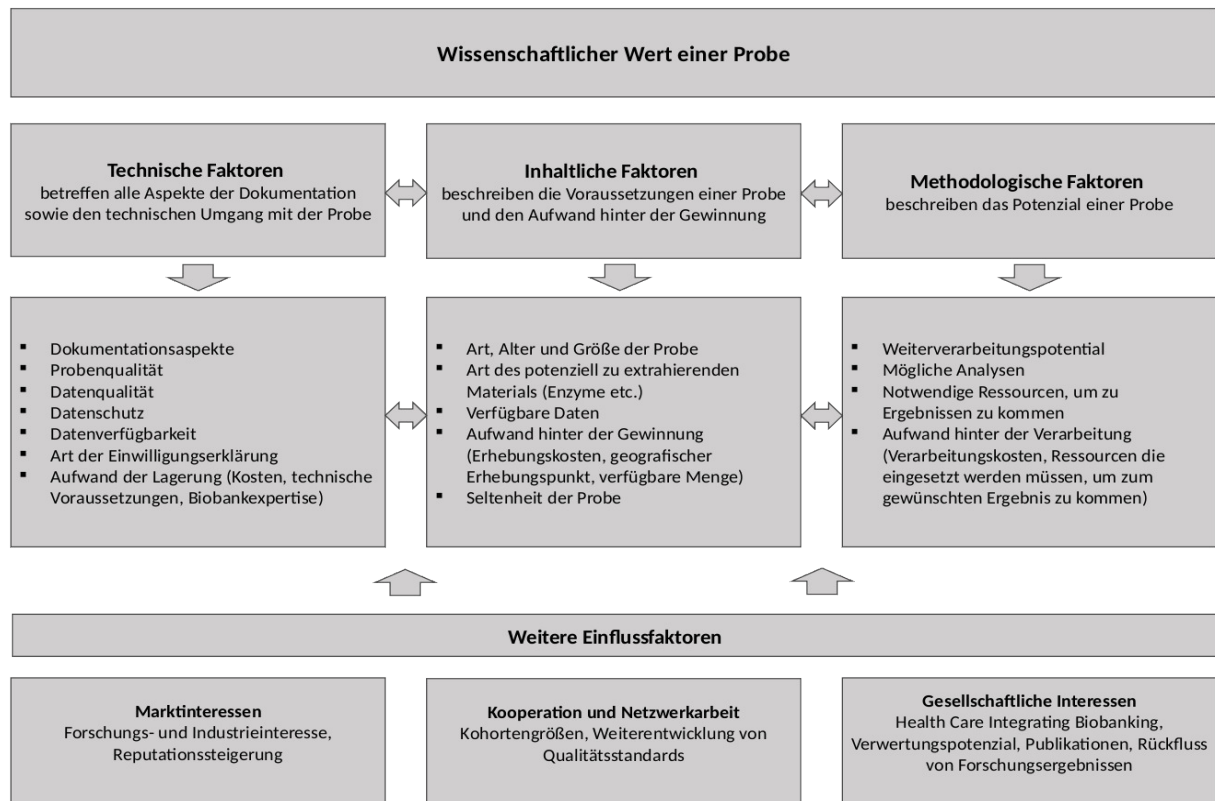 Wissenschaftlicher Wert einer Probe
Technische Faktoren
betreffen alle Aspekte der Dokumentation
sowie den technischen Umgang mit der Probe
Inhaltliche Faktoren
beschreiben die Voraussetzungen einer Probe
und den Aufwand hinter der Gewinnung
Methodologische Faktoren
beschreiben das Potenzial einer Probe
▪ Dokumentationsaspekte
▪ Probenqualität
▪ Datenqualität
▪ Datenschutz
▪ Datenverfügbarkeit
▪ Art der Einwilligungserklärung
▪ Aufwand der Lagerung (Kosten, technische
Voraussetzungen, Biobankexpertise)
▪ Art, Alter und Größe der Probe
▪ Art des potenziell zu extrahierenden
Materials (Enzyme etc.)
▪ Verfügbare Daten
▪ Aufwand hinter der Gewinnung
(Erhebungskosten, geografischer
Erhebungspunkt, verfügbare Menge)
▪ Seltenheit der Probe
▪ Weiterverarbeitungspotential
▪ Mögliche Analysen
▪ Notwendige Ressourcen, um zu
Ergebnissen zu kommen
▪ Aufwand hinter der Verarbeitung
(Verarbeitungskosten, Ressourcen die
eingesetzt werden müssen, um zum
gewünschten Ergebnis zu kommen)
Weitere Einflussfaktoren
Marktinteressen
Forschungs- und Industrieinteresse,
Reputationssteigerung
Kooperation und Netzwerkarbeit
Kohortengrößen, Weiterentwicklung von
Qualitätsstandards
Gesellschaftliche Interessen
Health Care Integrating Biobanking,
Verwertungspotenzial, Publikationen, Rückfluss
von Forschungsergebnissen